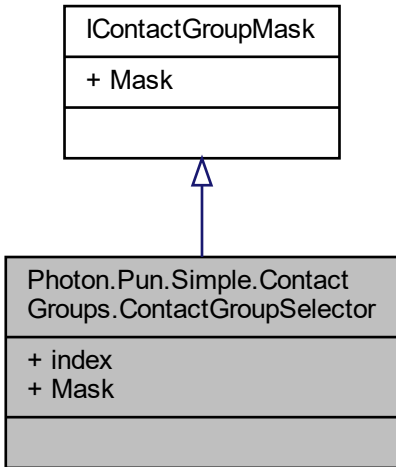 IContactGroupMask
+ Mask
Photon.Pun.Simple.Contact
Groups.ContactGroupSelector
+ index
+ Mask